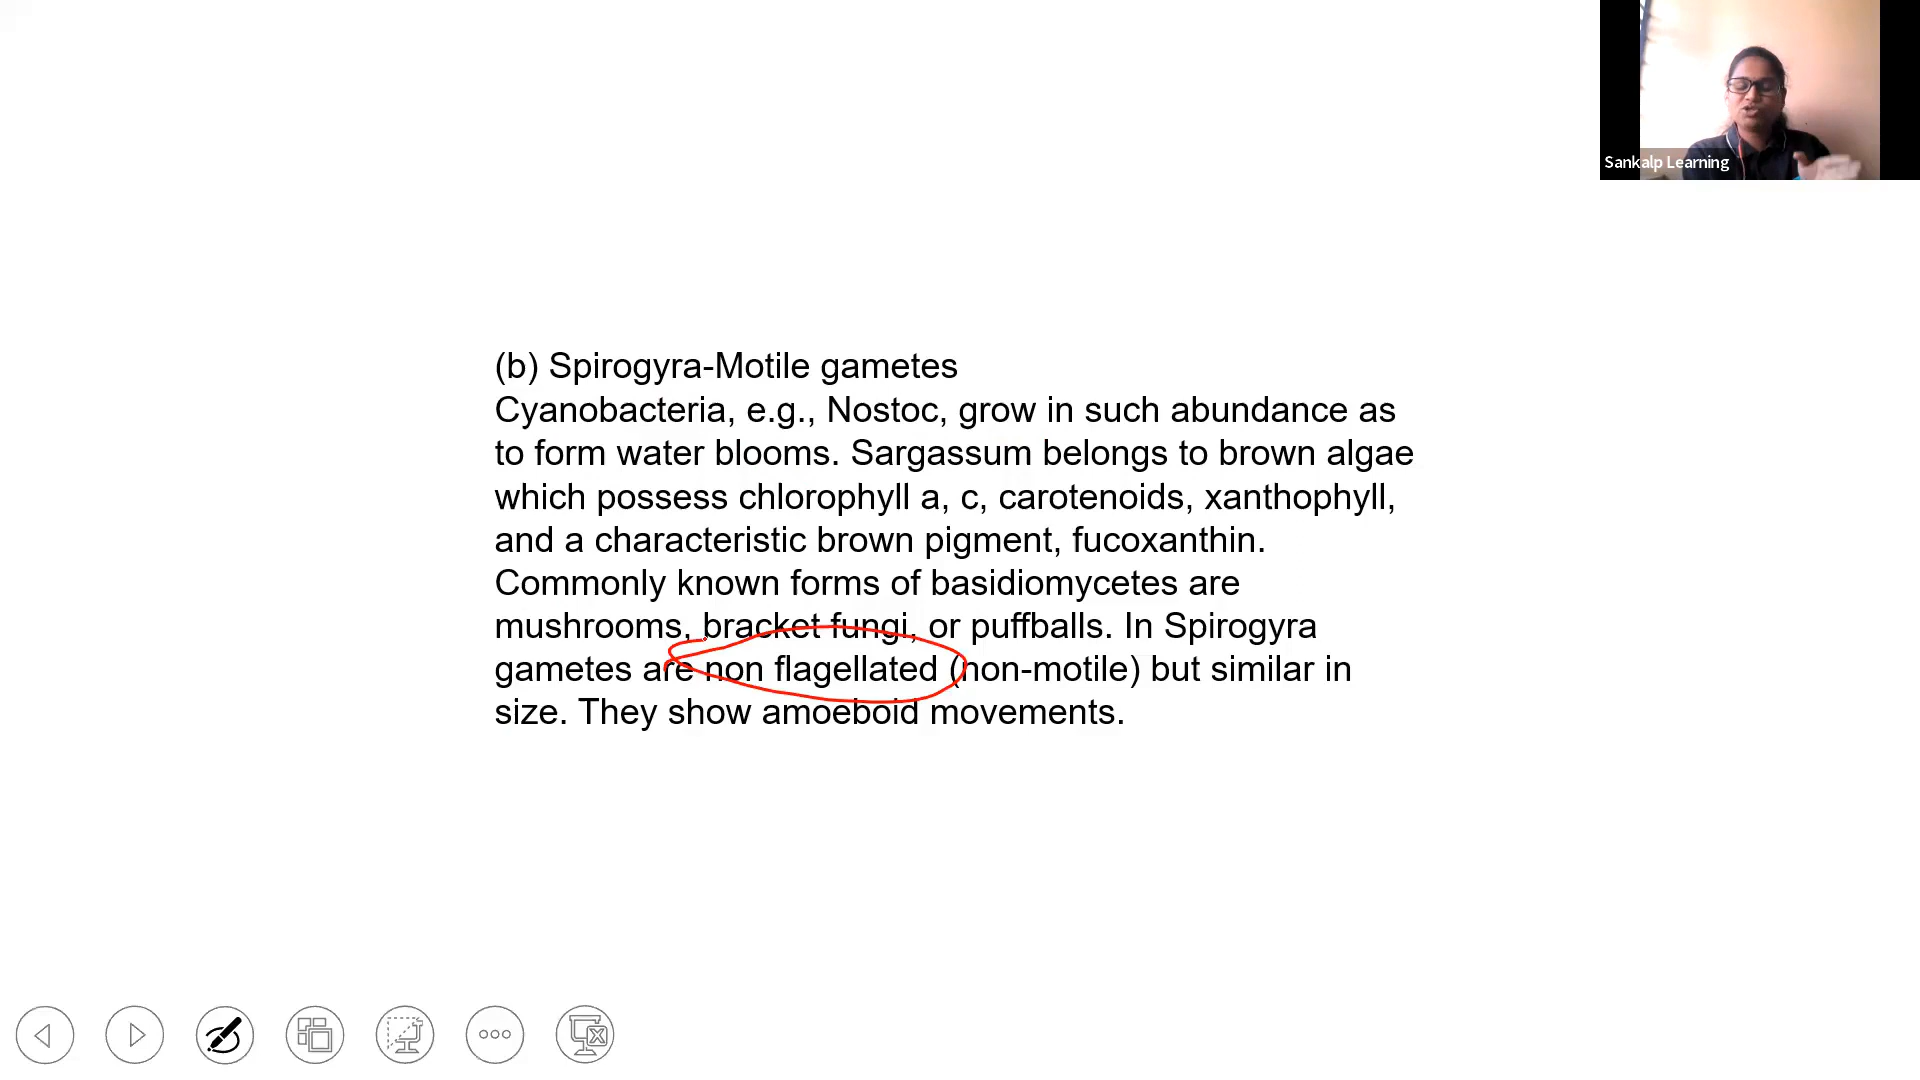 Sankalp Learning
(b) Spirogyra-Motile gametes
Cyanobacteria, e.g., Nostoc, grow in such abundance as
to form water blooms. Sargassum belongs to brown algae
which possess chlorophyll a, c, carotenoids, xanthophyll,
and a characteristic brown pigment, fucoxanthin.
Commonly known forms of basidiomycetes are
mushrooms, bracket fungi, or puffballs. In Spirogyra
gametes are non flagellated (non-motile) but similar in
size. They show amoeboid movements.